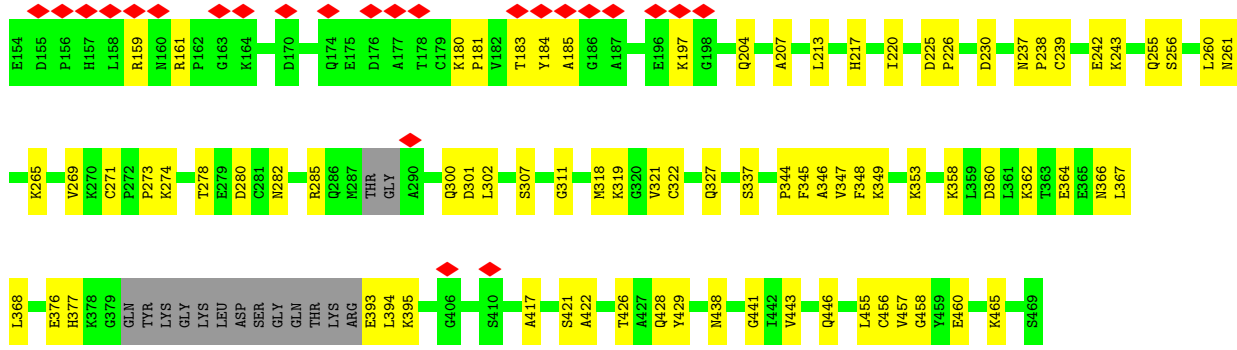 E154 D155 P156 H157 L158 R159 N160 R161 P162 G163 K164 D170 Q174 E175 D176 A177 T178 C179 K180 P181 V182 T183 Y184 A185 G186 A187 E196 K197 G198 Q204 A207 L213 H217 I220 D225 P226 D230 N237 P238 C239 E242 K243 Q255 S256 L260 N261
K265 V269 K270 C271 P272 P273 K274 T278 E279 D280 C281 N282 R285 Q286 M287 THR GLY A290 Q300 D301 L302 S307 G311 M318 K319 G320 V321 C322 Q327 S337 P344 F345 A346 V347 F348 K349 K353 K358 L359 D360 L361 K362 T363 E364 E365 N366 L367
L368 E376 H377 K378 G379 GLN TYR LYS GLY LYS LEU ASP SER GLY GLN THR LYS ARG E393 L394 K395 G406 S410 A417 S421 A422 T426 A427 Q428 Y429 N438 G441 I442 V443 Q446 L455 C456 V457 G458 Y459 E460 K465 S469